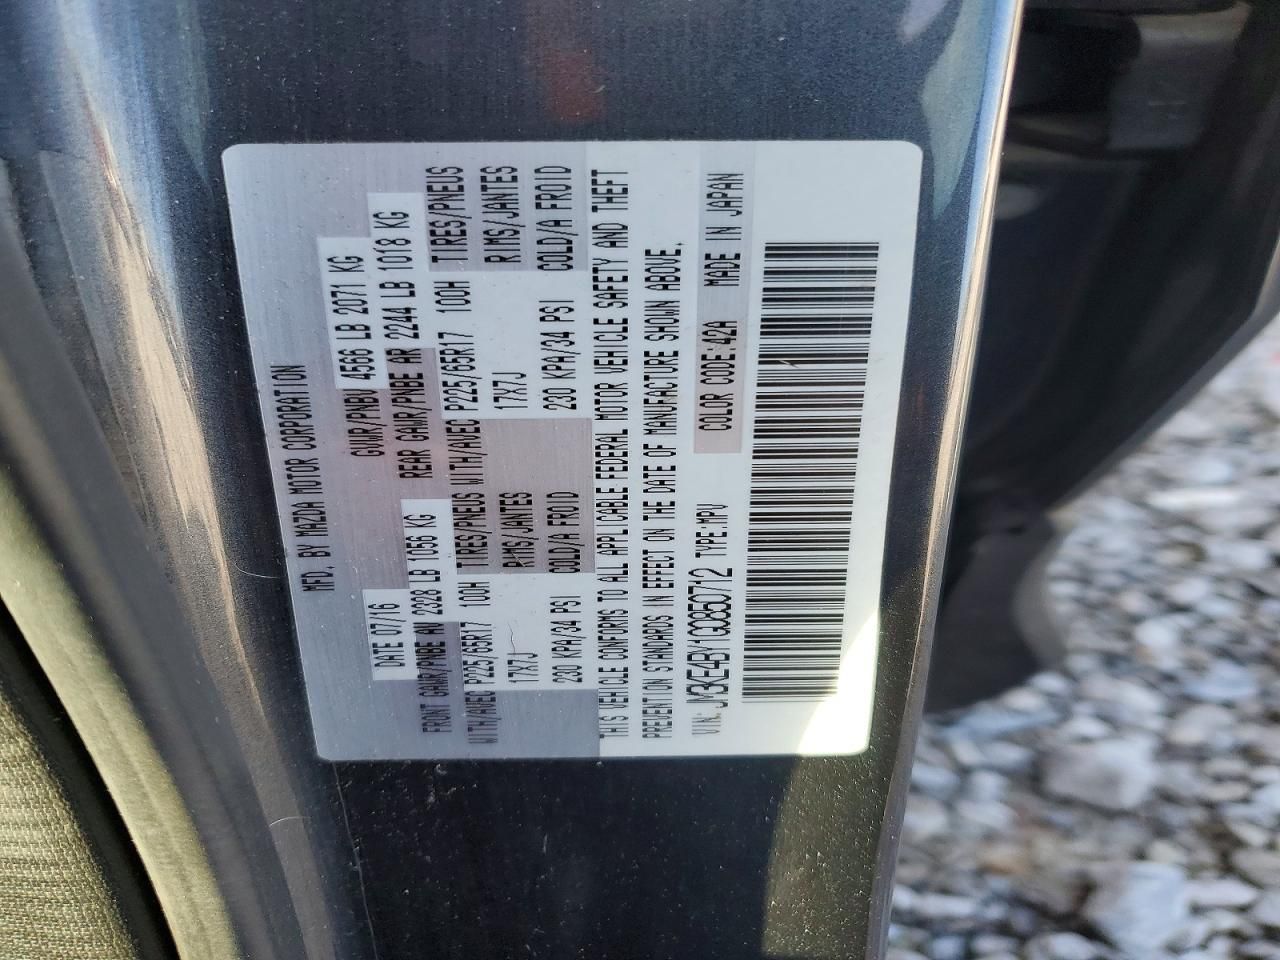 MFD. BY MAZDA MOTOR CORPORATION
DATE 07/16 GVWR/PNBV 4566 LB 2071 KG
FRONT GAWR/PNBE AV 2328 LB 1056 KG REAR GAWR/PNBE AR 2244 LB 1018 KG
WITH/AVEC P225/65R17 100H TIRES/PNEUS WITH/AVEC P225/65R17 100H TIRES/PNEUS
17X7J RIMS/JANTES 17X7J RIMS/JANTES
230 KPA/34 PSI COLD/A FROID 230 KPA/34 PSI COLD/A FROID
THIS VEHICLE CONFORMS TO ALL APPLICABLE FEDERAL MOTOR VEHICLE SAFETY AND THEFT
PREVENTION STANDARDS IN EFFECT ON THE DATE OF MANUFACTURE SHOWN ABOVE.
VIN: JM3KE4BY1G0850712 TYPE:MPV COLOR CODE:42A MADE IN JAPAN